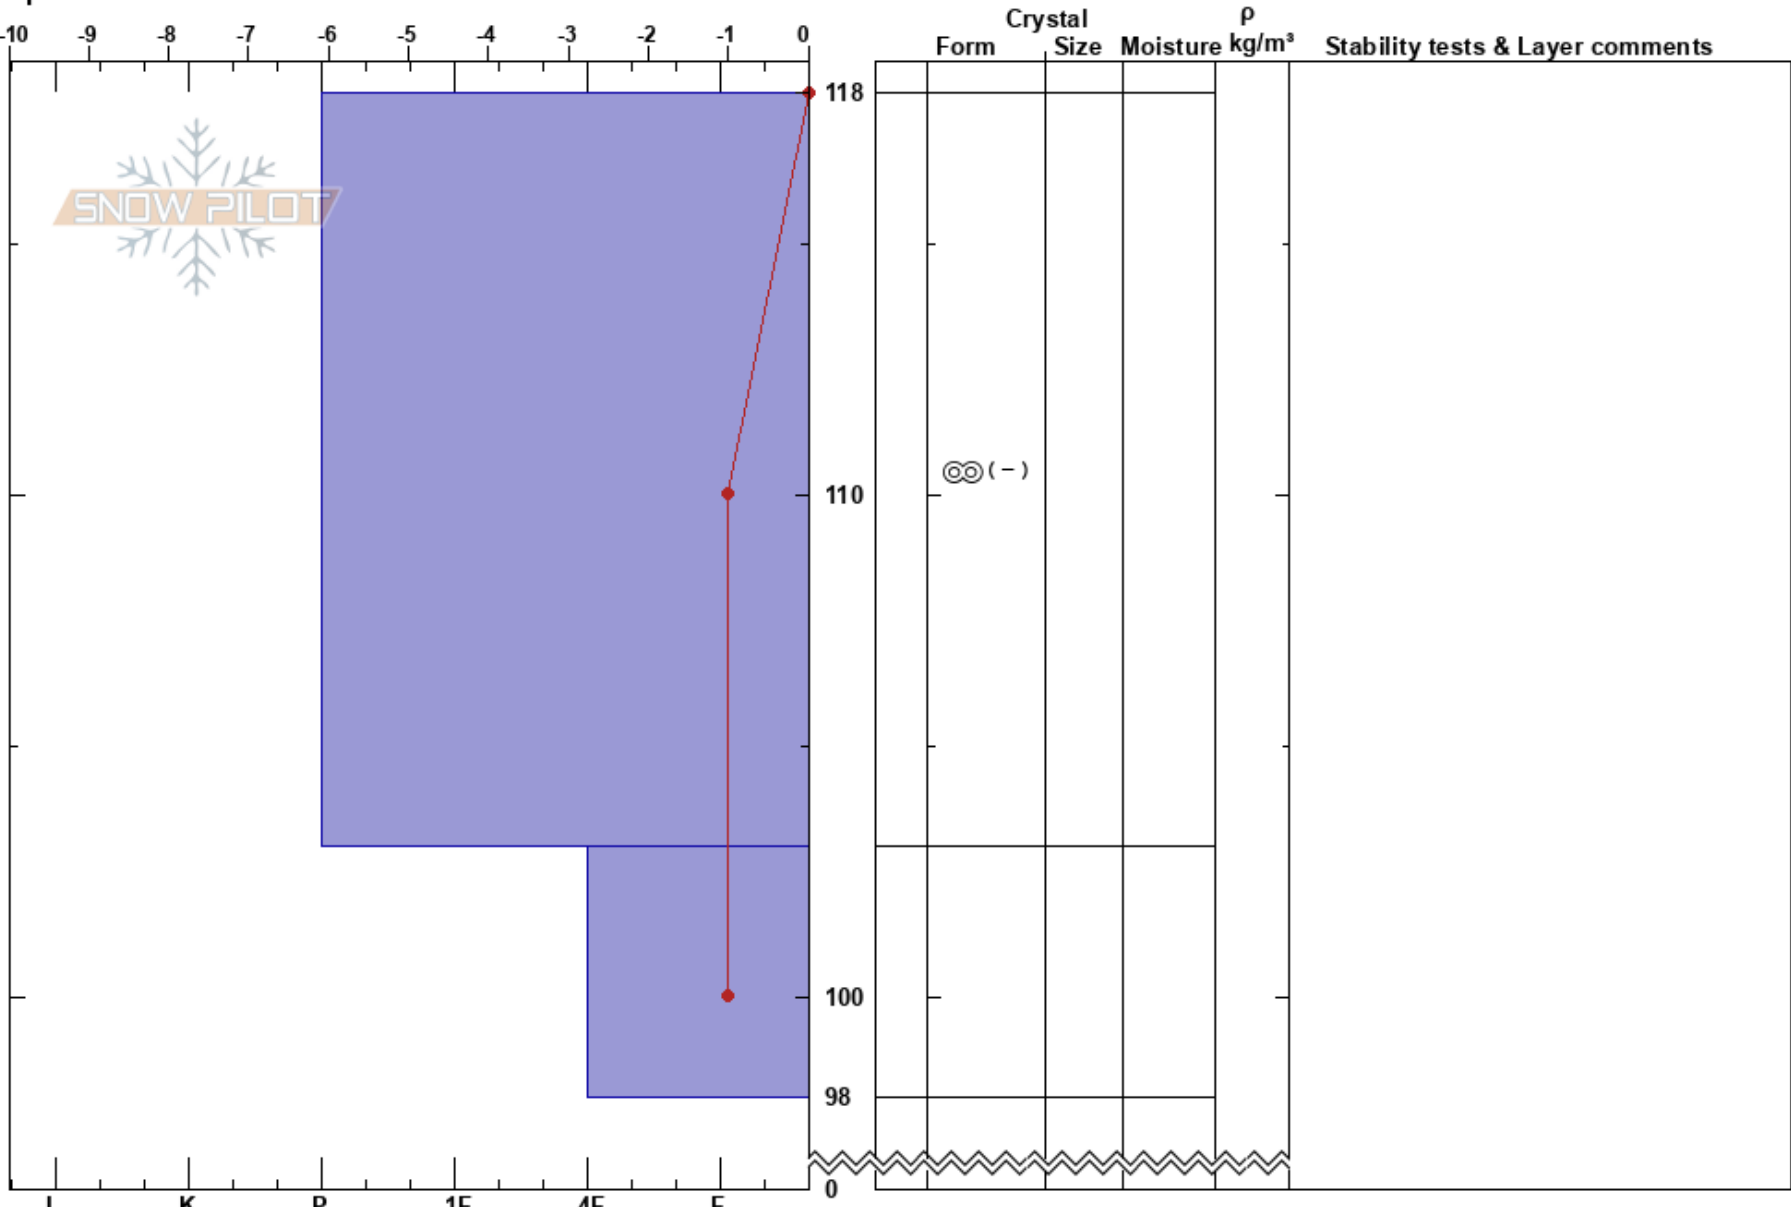 Crystal ρ
-10 -9 -8 -7 -6 -5 -4 -3 -2 -1 0 Form Size Moisture kg/m³ Stability tests & Layer comments
118
SNOW PILOT
(-)
110
100
98
0
I K P 1F 4F F